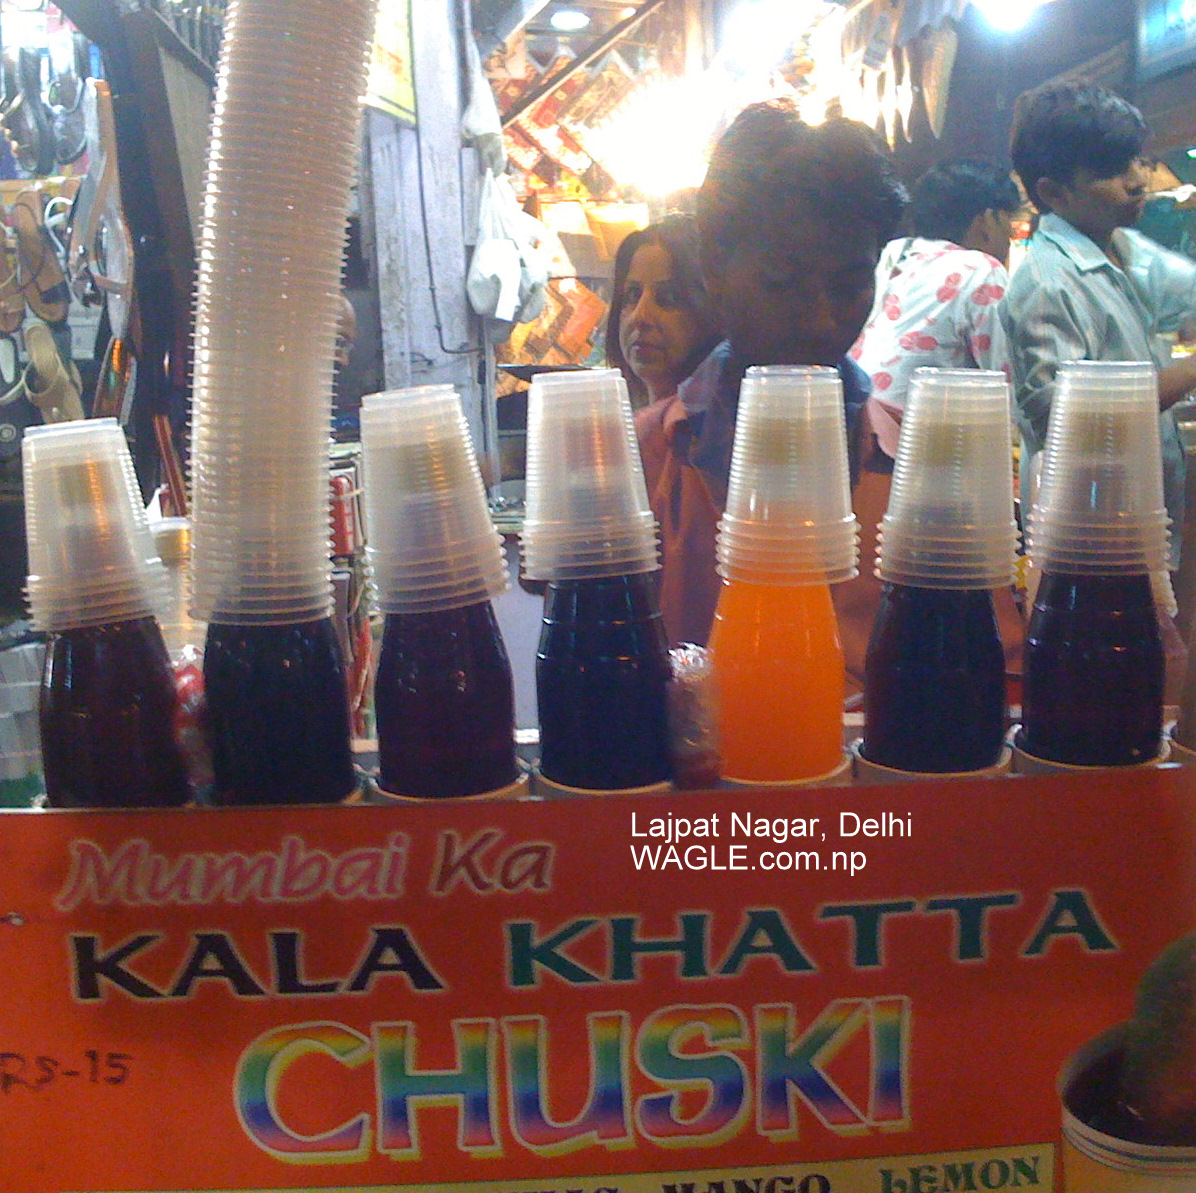 Lajpat Nagar, Delhi
WAGLE.com.np
Mumbai Ka
KALA KHATTA
CHUSKI
RS-15
MANGO LEMON